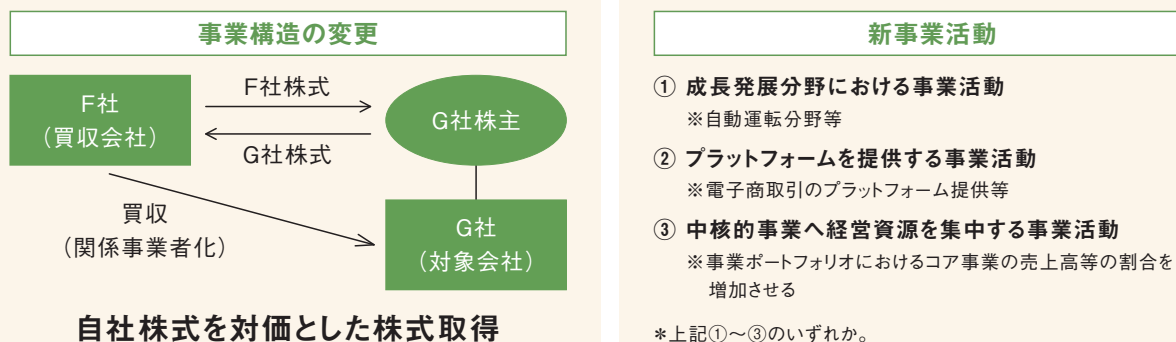 事業構造の変更
F社
（買収会社）
F社株式
G社株式
G社株主
買収
（関係事業者化）
G社
（対象会社）
自社株式を対価とした株式取得
新事業活動
① 成長発展分野における事業活動
※自動運転分野等
② プラットフォームを提供する事業活動
※電子商取引のプラットフォーム提供等
③ 中核的事業へ経営資源を集中する事業活動
※事業ポートフォリオにおけるコア事業の売上高等の割合を
増加させる
*上記①～③のいずれか。